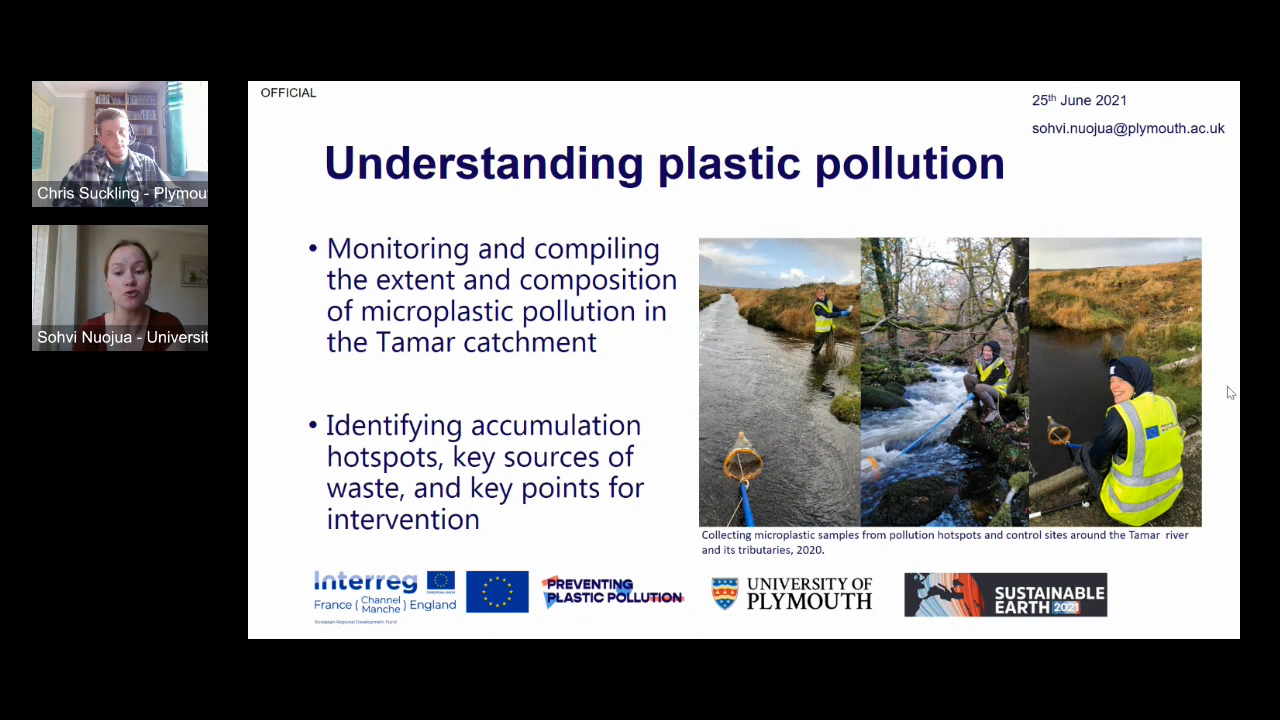 OFFICIAL
25th June 2021
sohvi.nuojua@plymouth.ac.uk
Understanding plastic pollution
Chris Suckling - Plymou
Sohvi Nuojua - Universit
• Monitoring and compiling
the extent and composition
of microplastic pollution in
the Tamar catchment
• Identifying accumulation
hotspots, key sources of
waste, and key points for
intervention
Collecting microplastic samples from pollution hotspots and control sites around the Tamar river
and its tributaries, 2020.
Interreg
EUROPEAN UNION
France ( Channel Manche ) England
European Regional Development Fund
PREVENTING
PLASTIC POLLUTION
UNIVERSITY OF
PLYMOUTH
SUSTAINABLE
EARTH 2021